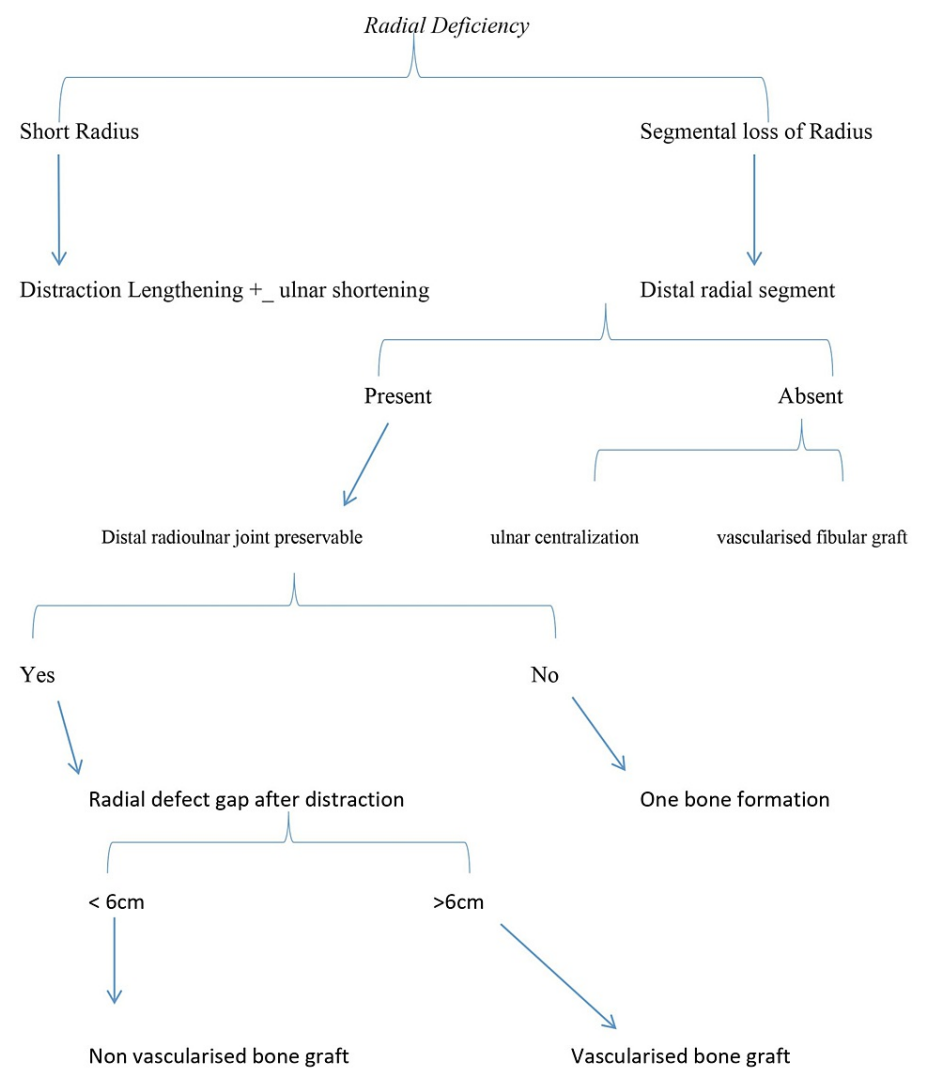 Radial Deficiency
Short Radius
Segmental loss of Radius
Distraction Lengthening +_ ulnar shortening
Distal radial segment
Present
Absent
Distal radioulnar joint preservable
ulnar centralization
vascularised fibular graft
Yes
No
Radial defect gap after distraction
One bone formation
< 6cm
>6cm
Non vascularised bone graft
Vascularised bone graft